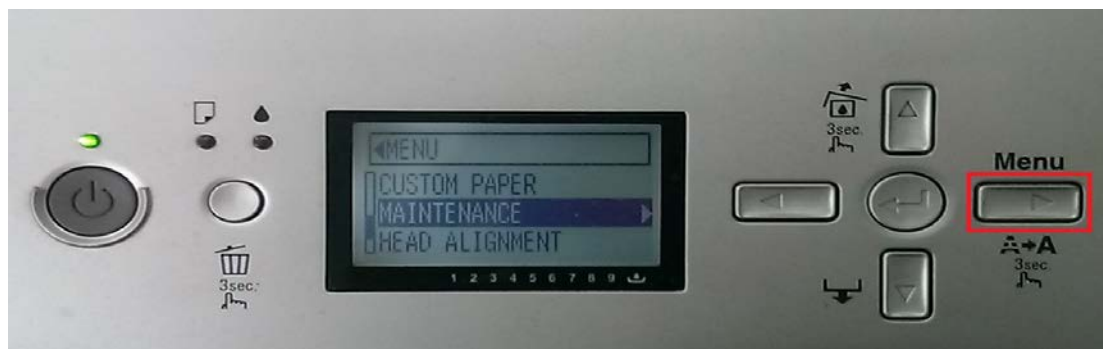 ◀MENU
CUSTOM PAPER
MAINTENANCE
HEAD ALIGNMENT
1 2 3 4 5 6 7 8 9
3sec.
3sec.
Menu
A→A
3sec.